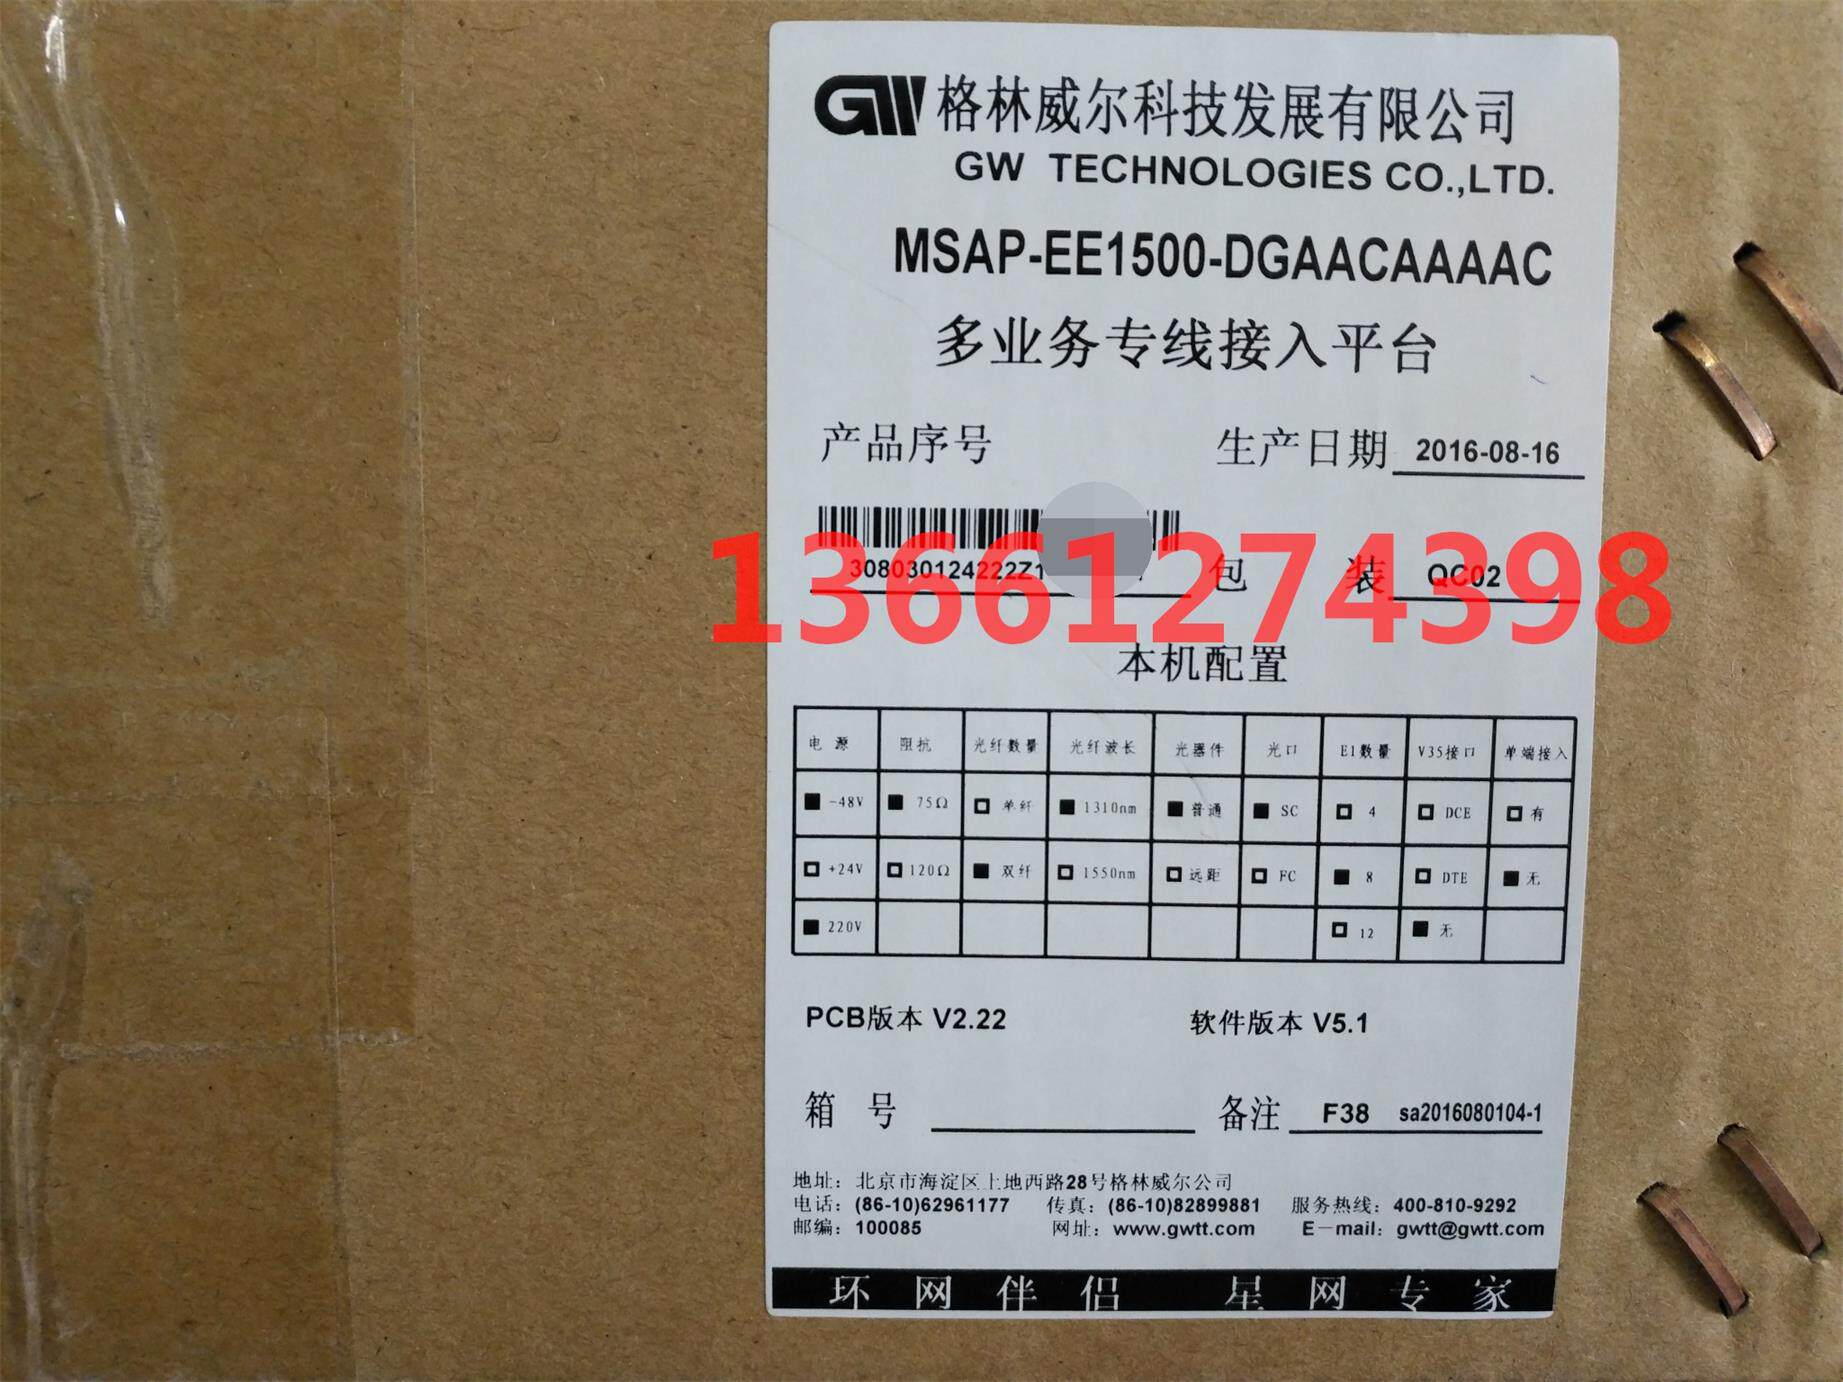 GW 格林威尔科技发展有限公司
GW TECHNOLOGIES CO.,LTD.
MSAP-EE1500-DGAACAAAAC
多业务专线接入平台
产品序号 生产日期 2016-08-16
308030124222Z1 包 装 QC02
13661274398
本机配置
电源 阻抗 光纤数量 光纤波长 光器件 光口 E1数量 V35接口 单端接入
■ -48V ■ 75Ω □ 单纤 ■ 1310nm ■ 普通 ■ SC □ 4 □ DCE □ 有
□ +24V □ 120Ω ■ 双纤 □ 1550nm □ 远距 □ FC ■ 8 □ DTE ■ 无
■ 220V □ 12 ■ 无
PCB版本 V2.22 软件版本 V5.1
箱 号 备注 F38 sa2016080104-1
地址：北京市海淀区上地西路28号格林威尔公司
电话：(86-10)62961177 传真：(86-10)82899881 服务热线：400-810-9292
邮编：100085 网址：www.gwtt.com E－mail：gwtt@gwtt.com
环网伴侣 星网专家